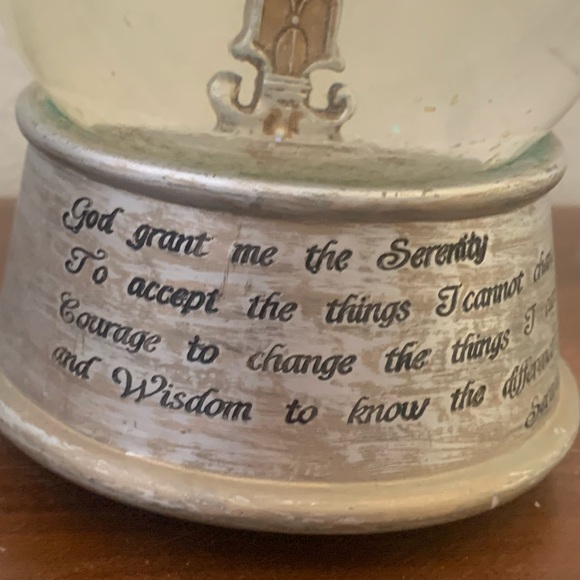 God grant me the Serenity
To accept the things I cannot
Courage to change the things I
and Wisdom to know the difference